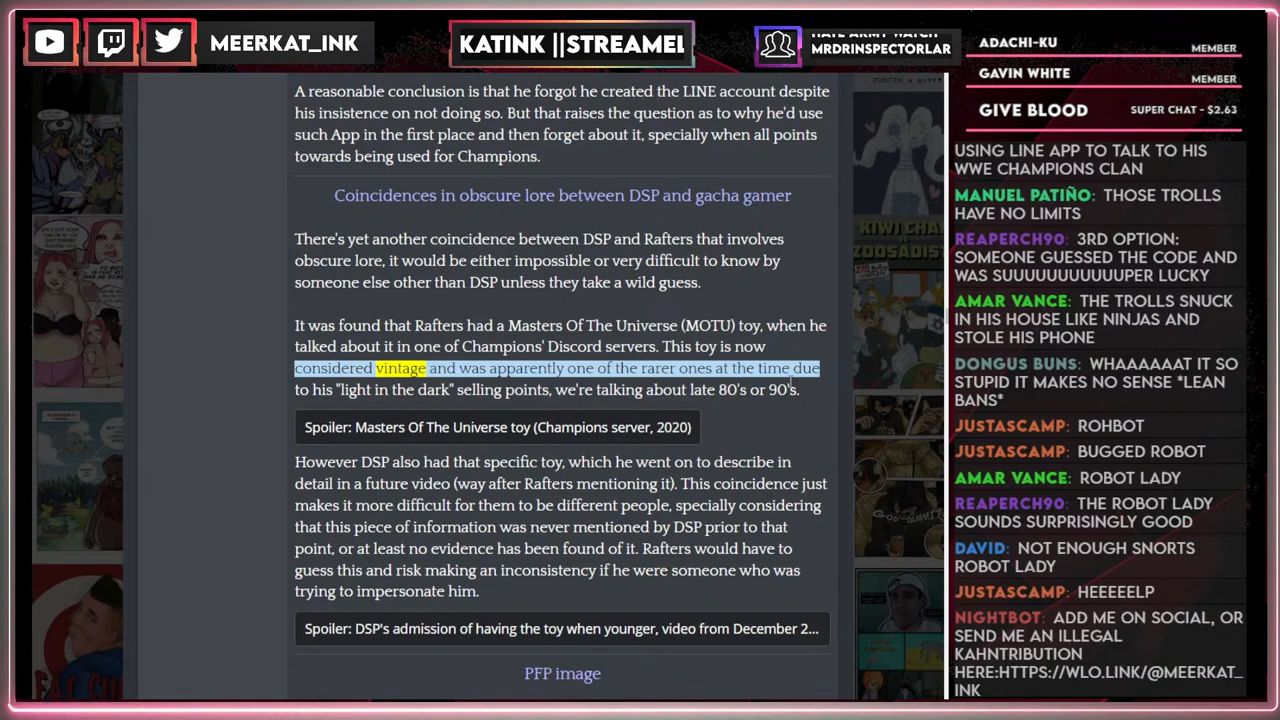 MEERKAT_INK
KATINK ||STREAMEL
MRDRINSPECTORLAR
ADACHI-KU MEMBER
GAVIN WHITE MEMBER
GIVE BLOOD SUPER CHAT - $2.63
A reasonable conclusion is that he forgot he created the LINE account despite
his insistence on not doing so. But that raises the question as to why he'd use
such App in the first place and then forget about it, specially when all points
towards being used for Champions.
Coincidences in obscure lore between DSP and gacha gamer
There's yet another coincidence between DSP and Rafters that involves
obscure lore, it would be either impossible or very difficult to know by
someone else other than DSP unless they take a wild guess.
It was found that Rafters had a Masters Of The Universe (MOTU) toy, when he
talked about it in one of Champions' Discord servers. This toy is now
considered vintage and was apparently one of the rarer ones at the time due
to his "light in the dark" selling points, we're talking about late 80's or 90's.
Spoiler: Masters Of The Universe toy (Champions server, 2020)
However DSP also had that specific toy, which he went on to describe in
detail in a future video (way after Rafters mentioning it). This coincidence just
makes it more difficult for them to be different people, specially considering
that this piece of information was never mentioned by DSP prior to that
point, or at least no evidence has been found of it. Rafters would have to
guess this and risk making an inconsistency if he were someone who was
trying to impersonate him.
Spoiler: DSP's admission of having the toy when younger, video from December 2...
PFP image
USING LINE APP TO TALK TO HIS
WWE CHAMPIONS CLAN
MANUEL PATIÑO: THOSE TROLLS
HAVE NO LIMITS
REAPERCH90: 3RD OPTION:
SOMEONE GUESSED THE CODE AND
WAS SUUUUUUUUUUPER LUCKY
AMAR VANCE: THE TROLLS SNUCK
IN HIS HOUSE LIKE NINJAS AND
STOLE HIS PHONE
DONGUS BUNS: WHAAAAAT IT SO
STUPID IT MAKES NO SENSE *LEAN
BANS*
JUSTASCAMP: ROHBOT
JUSTASCAMP: BUGGED ROBOT
AMAR VANCE: ROBOT LADY
REAPERCH90: THE ROBOT LADY
SOUNDS SURPRISINGLY GOOD
DAVID: NOT ENOUGH SNORTS
ROBOT LADY
JUSTASCAMP: HEEEEELP
NIGHTBOT: ADD ME ON SOCIAL, OR
SEND ME AN ILLEGAL
KAHNTRIBUTION
HERE:HTTPS://WLO.LINK/@MEERKAT_
INK